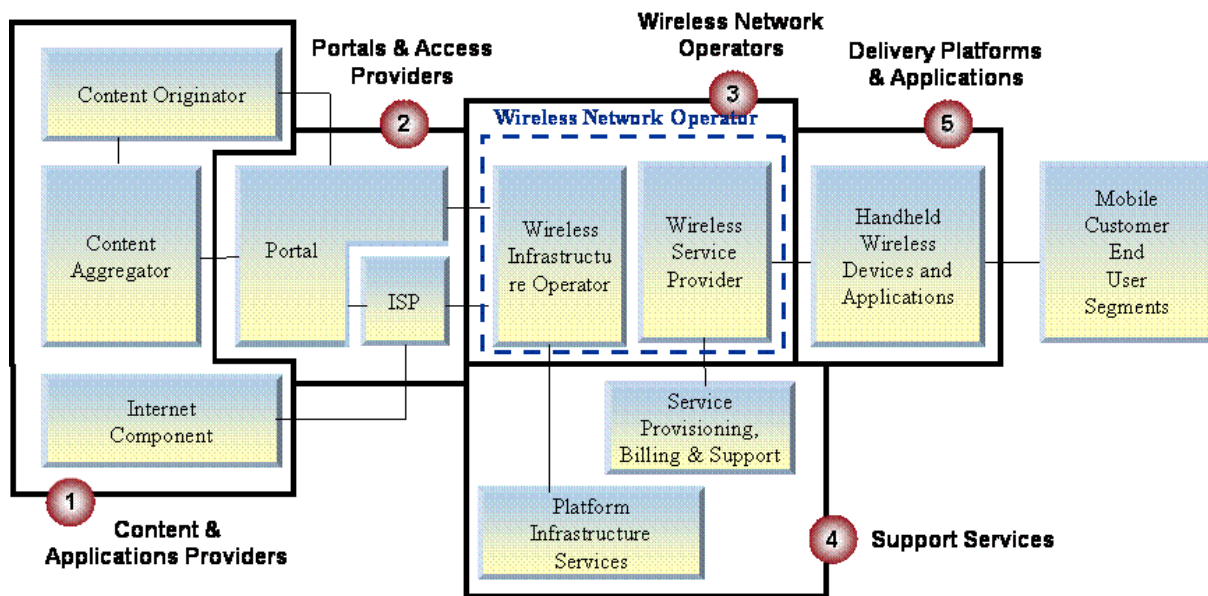 Portals & Access
Providers
2
Wireless Network
Operators
3
Delivery Platforms
& Applications
5
Content Originator
Content
Aggregator
Internet
Component
1
Content &
Applications Providers
Portal
ISP
Wireless Network Operator
Wireless
Infrastructu
re Operator
Wireless
Service
Provider
Handheld
Wireless
Devices and
Applications
Mobile
Customer
End
User
Segments
Service
Provisioning,
Billing & Support
Platform
Infrastructure
Services
4
Support Services